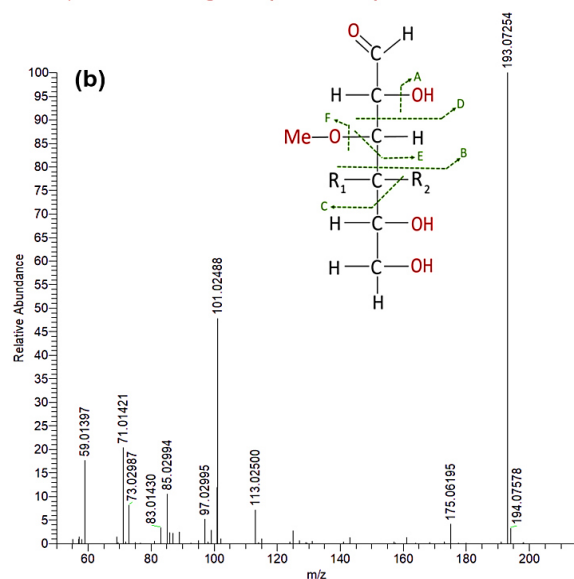 (b)
O
H
C
A
H
C
OH
D
F
Me
O
C
H
E
B
R1
C
R2
C
H
C
OH
H
C
OH
H
193.07254
101.02488
59.01397
71.01421
73.02987
83.01430
85.02994
97.02995
113.02500
175.06195
194.07578
Relative Abundance
100
95
90
85
80
75
70
65
60
55
50
45
40
35
30
25
20
15
10
5
0
60 80 100 120 140 160 180 200
m/z